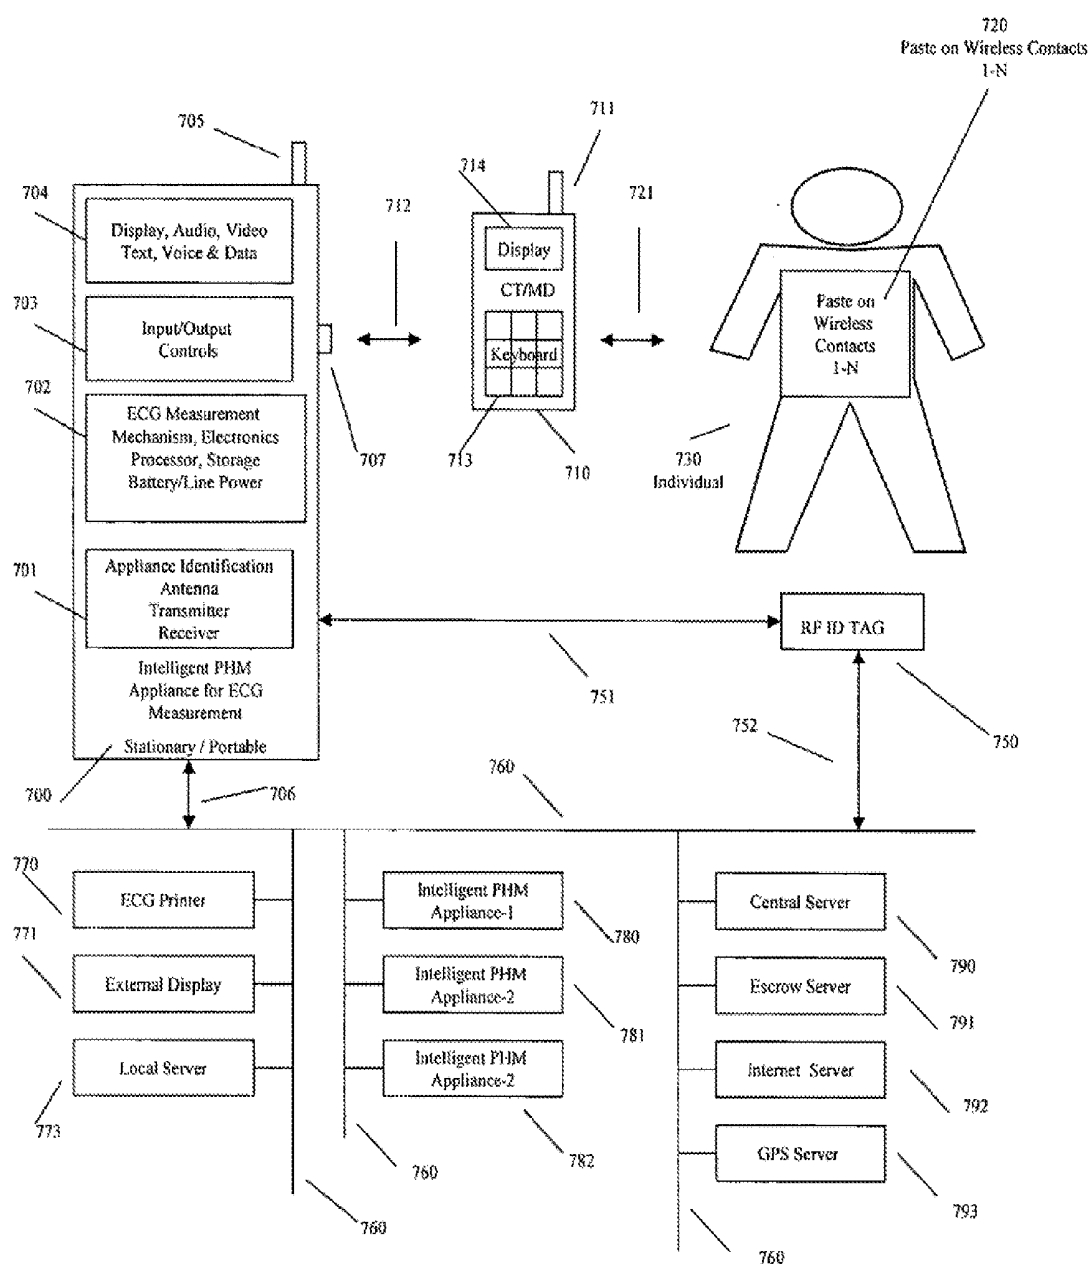 720
Paste on Wireless Contacts
1-N
705
711
704
714
712
721
Display, Audio, Video
Text, Voice & Data
Display
CT/MD
703
Input/Output
Controls
Keyboard
Paste on
Wireless
Contacts
1-N
702
ECG Measurement
Mechanism, Electronics
Processor, Storage
Battery/Line Power
707
713
710
730
Individual
701
Appliance Identification
Antenna
Transmitter
Receiver
RF ID TAG
Intelligent PHM
Appliance for ECG
Measurement
751
752
750
Stationary / Portable
700
706
760
770
ECG Printer
Intelligent PHM
Appliance-1
780
Central Server
790
771
External Display
Intelligent PHM
Appliance-2
781
Escrow Server
791
Local Server
773
Intelligent PHM
Appliance-2
782
Internet Server
792
GPS Server
793
760
760
760